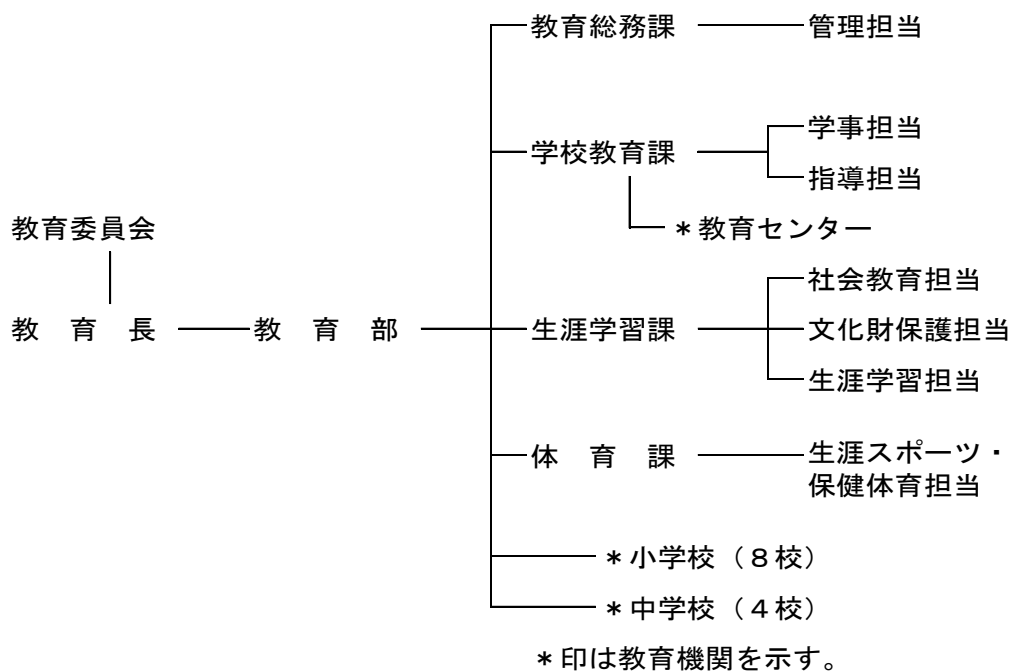 教育総務課 管理担当
学校教育課 学事担当
指導担当
＊教育センター
教育委員会
社会教育担当
教　育　長 教　育　部 生涯学習課 文化財保護担当
生涯学習担当
体　育　課 生涯スポーツ・
保健体育担当
＊小学校（８校）
＊中学校（４校）
＊印は教育機関を示す。